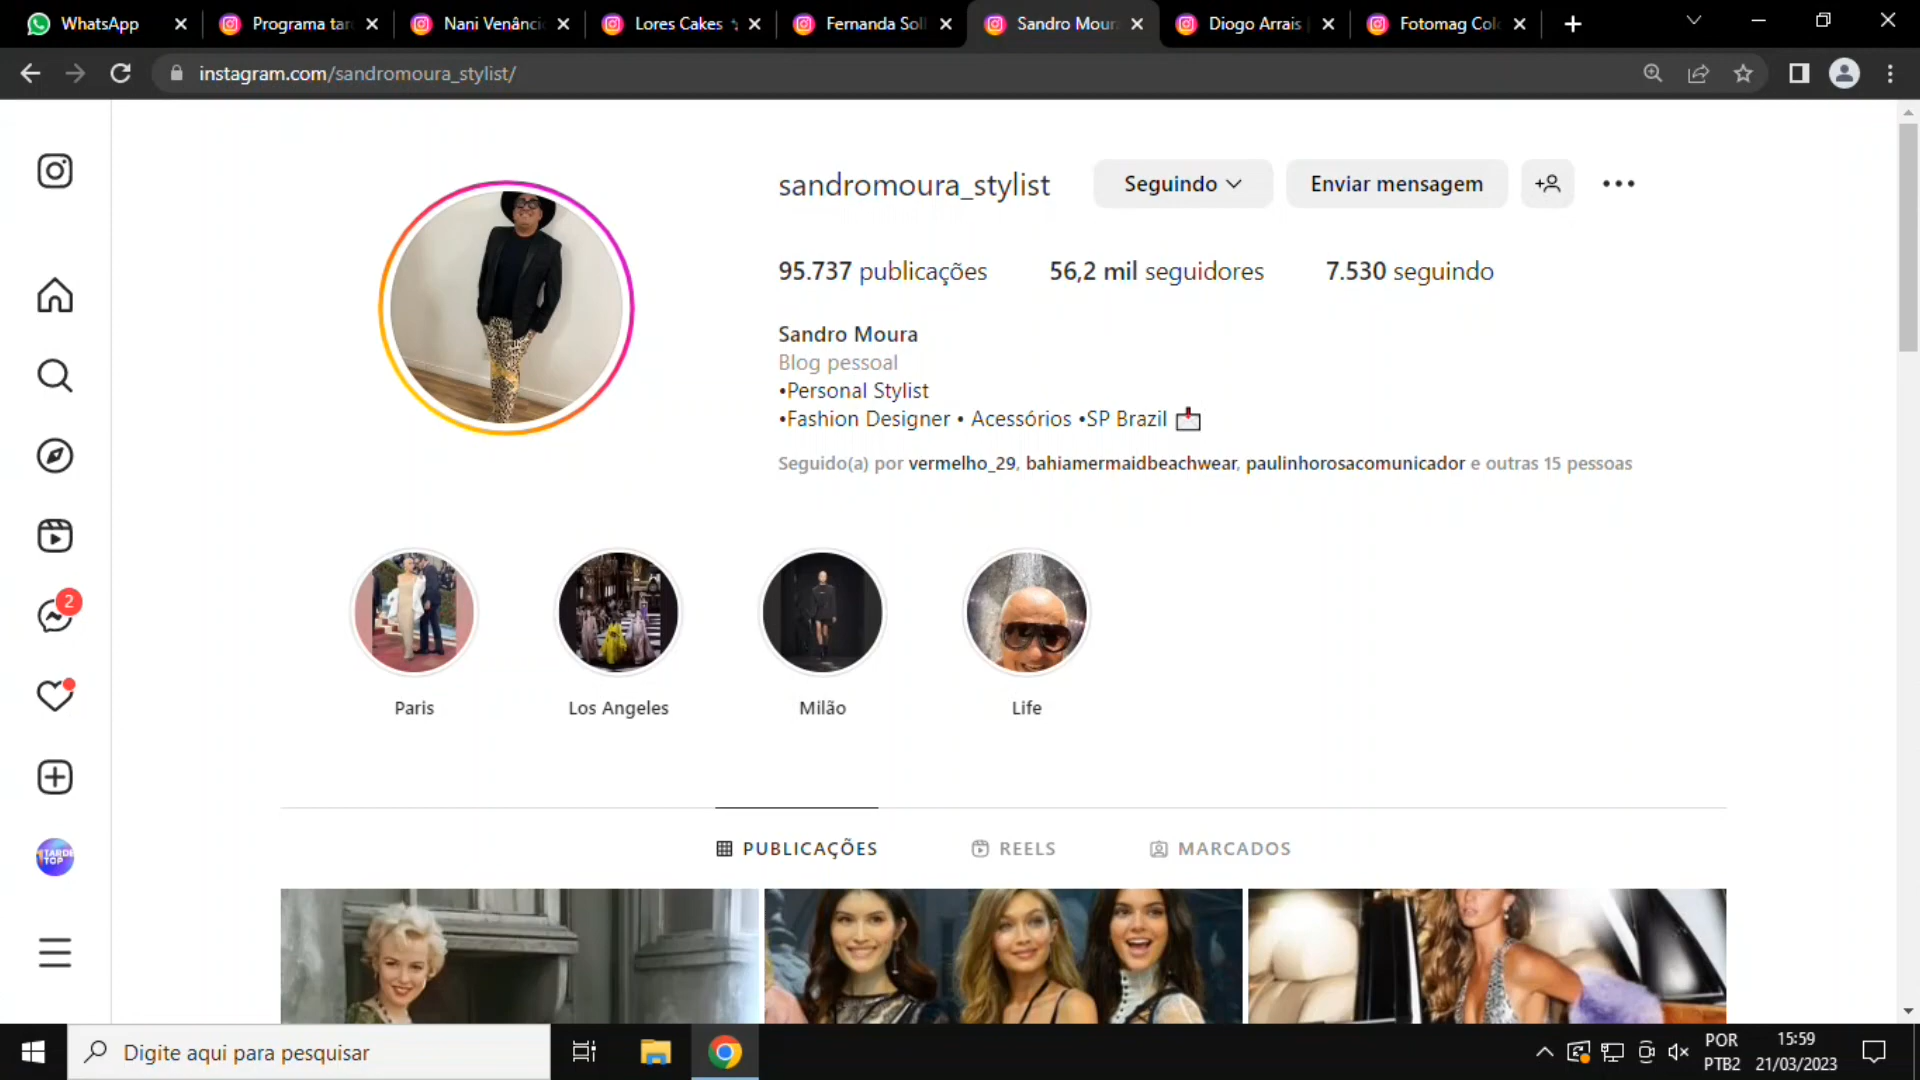 WhatsApp
Programa tar
Nani Venânci
Lores Cakes
Fernanda Soll
Sandro Mour
Diogo Arrais |
Fotomag Colo
instagram.com/sandromoura_stylist/
sandromoura_stylist
Seguindo
Enviar mensagem
95.737 publicações
56,2 mil seguidores
7.530 seguindo
Sandro Moura
Blog pessoal
•Personal Stylist
•Fashion Designer • Acessórios •SP Brazil
Seguido(a) por vermelho_29, bahiamermaidbeachwear, paulinhorosacomunicador e outras 15 pessoas
Paris
Los Angeles
Milão
Life
2
TARDE
TOP
PUBLICAÇÕES
REELS
MARCADOS
Digite aqui para pesquisar
POR
PTB2
15:59
21/03/2023